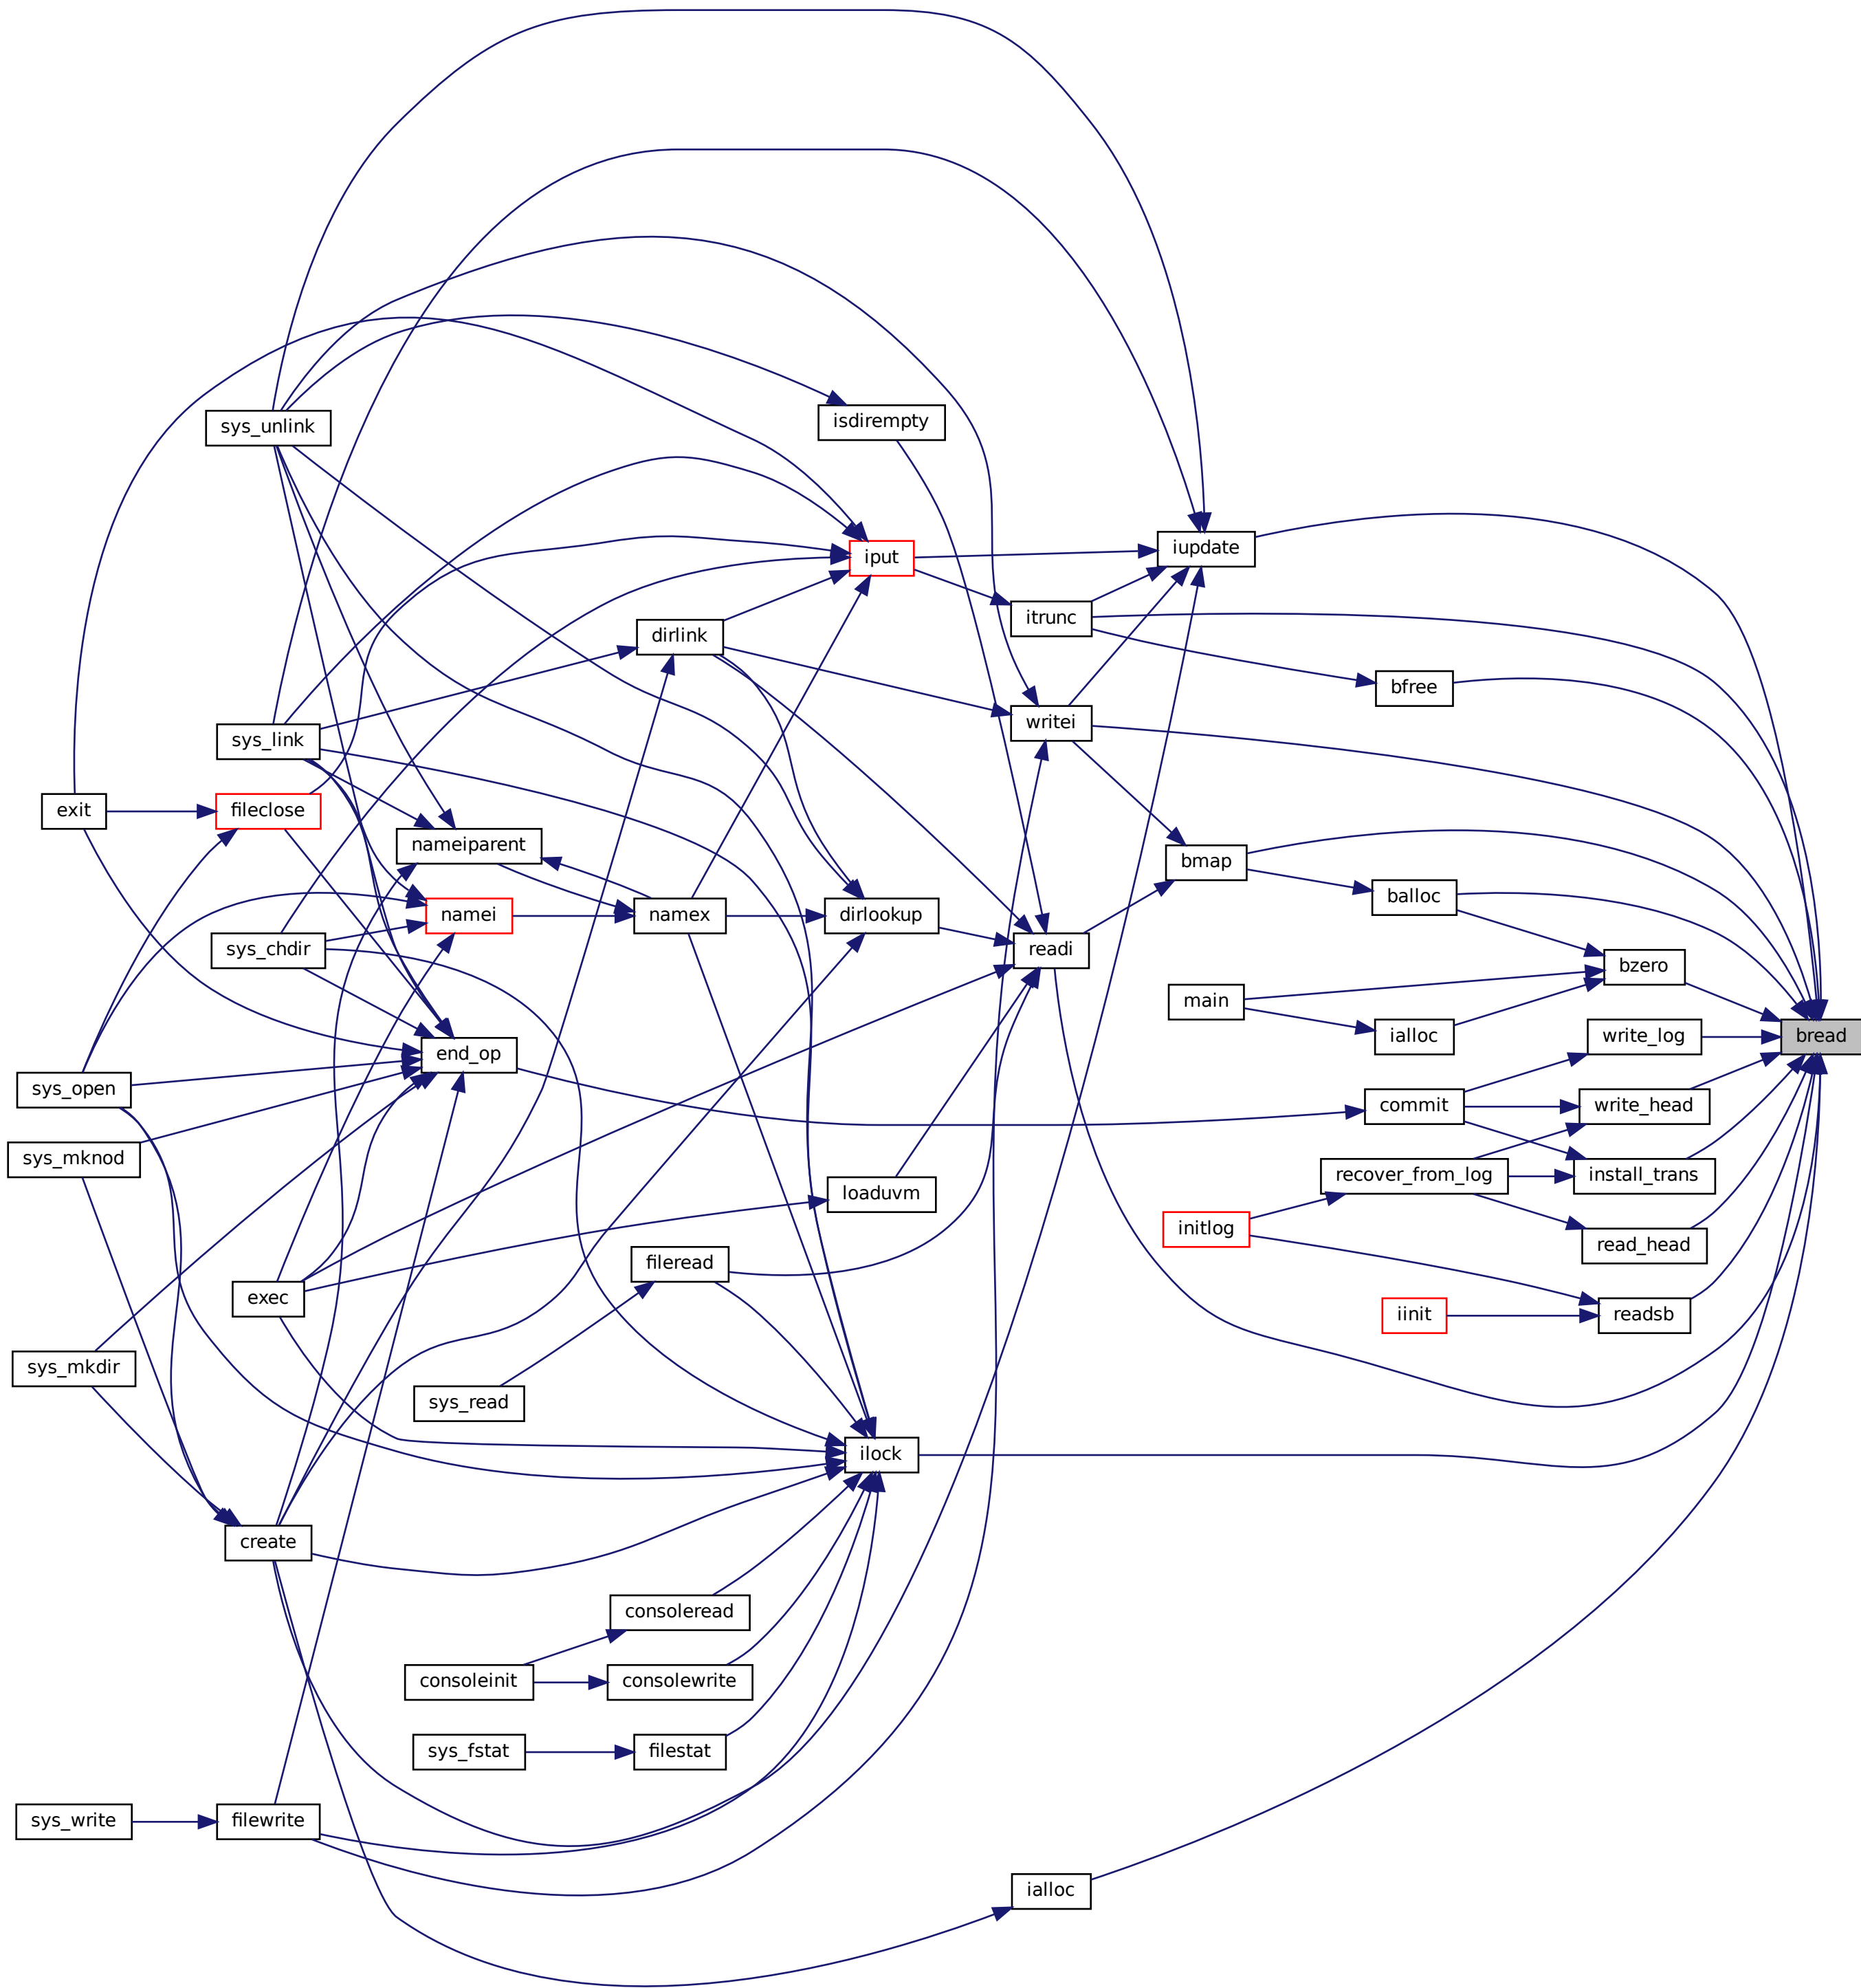 sys_unlink
isdirempty
iupdate
iput
itrunc
dirlink
bfree
writei
sys_link
exit
fileclose
nameiparent
bmap
balloc
namei
namex
dirlookup
sys_chdir
readi
bzero
main
ialloc
write_log
bread
end_op
sys_open
commit
write_head
sys_mknod
recover_from_log
install_trans
loaduvm
initlog
read_head
fileread
exec
iinit
readsb
sys_mkdir
sys_read
ilock
create
consoleread
consoleinit
consolewrite
sys_fstat
filestat
sys_write
filewrite
ialloc